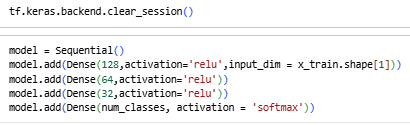 tf.keras.backend.clear_session()
model = Sequential()
model.add(Dense(128,activation='relu',input_dim = x_train.shape[1]))
model.add(Dense(64,activation='relu'))
model.add(Dense(32,activation='relu'))
model.add(Dense(num_classes, activation = 'softmax'))